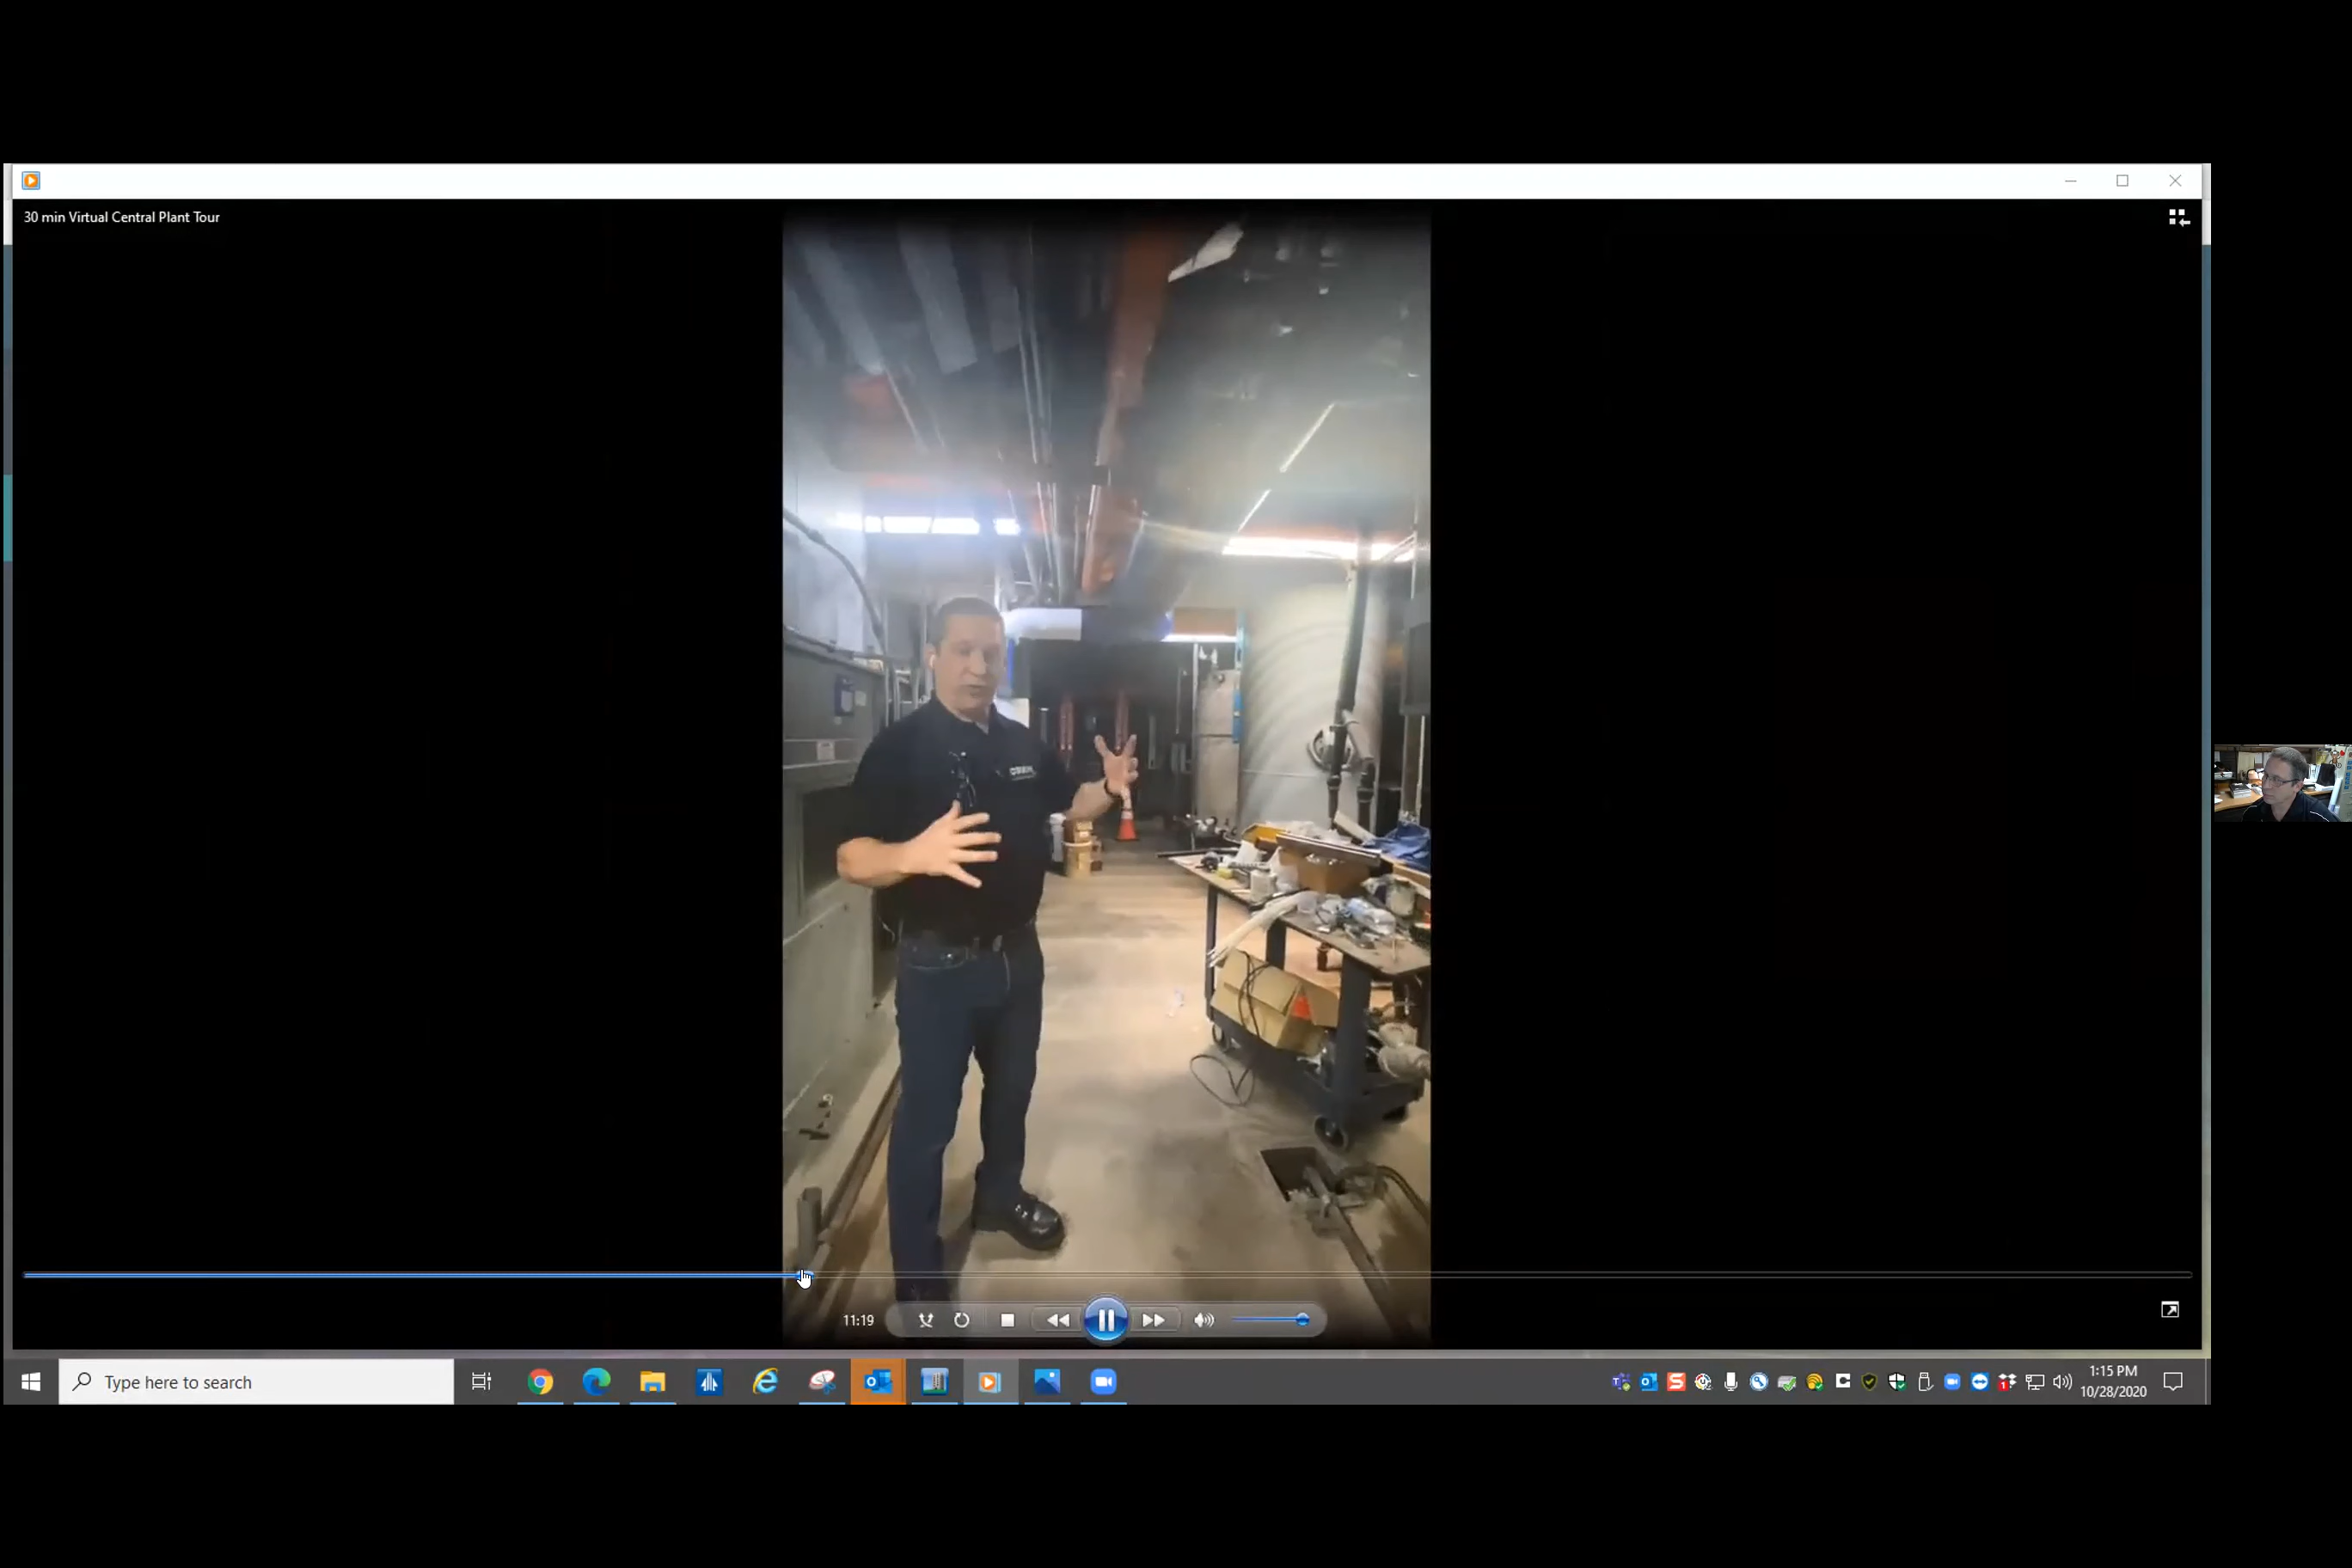 30 min Virtual Central Plant Tour
11:19
Type here to search
1:15 PM
10/28/2020